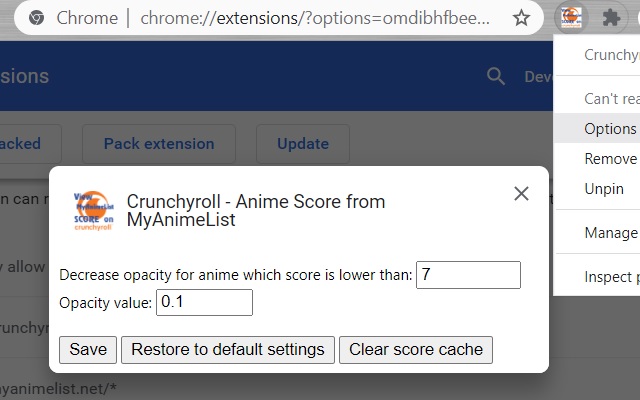 Chrome | chrome://extensions/?options=omdibhfbee...
Crunchyr
sions
Deve
Can't rea
Options
acked
Pack extension
Update
Remove
Unpin
View
MyAnimeList
SCORE on
crunchyroll
Crunchyroll - Anime Score from
MyAnimeList
Manage
Inspect p
Decrease opacity for anime which score is lower than: 7
Opacity value: 0.1
Save
Restore to default settings
Clear score cache
n can r
y allow
runchyr
yanimelist.net/*